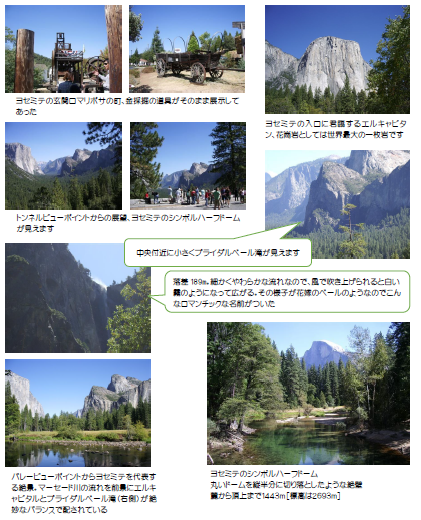 ヨセミテの玄関口マリポサの町、金採掘の道具がそのまま展示して
あった
ヨセミテの入口に君臨するエルキャピタ
ン、花崗岩としては世界最大の一枚岩です
トンネルビューポイントからの展望、ヨセミテのシンボルハーフドーム
が見えます
中央付近に小さくブライダルベール滝が見えます
落差189m。細かくやわらかな流れなので、風で吹き上げられると白い
霧のようになって広がる。その様子が花嫁のベールのようなのでこん
なロマンチックな名前がついた
バレービューポイントからヨセミテを代表す
る絶景。マーセード川の流れを前景にエルキ
ャピタルとブライダルベール滝（右側）が絶
妙なバランスで配されている
ヨセミテのシンボルハーフドーム
丸いドームを縦半分に切り落としたような絶壁
麓から頂上まで1443m［標高は2693m］